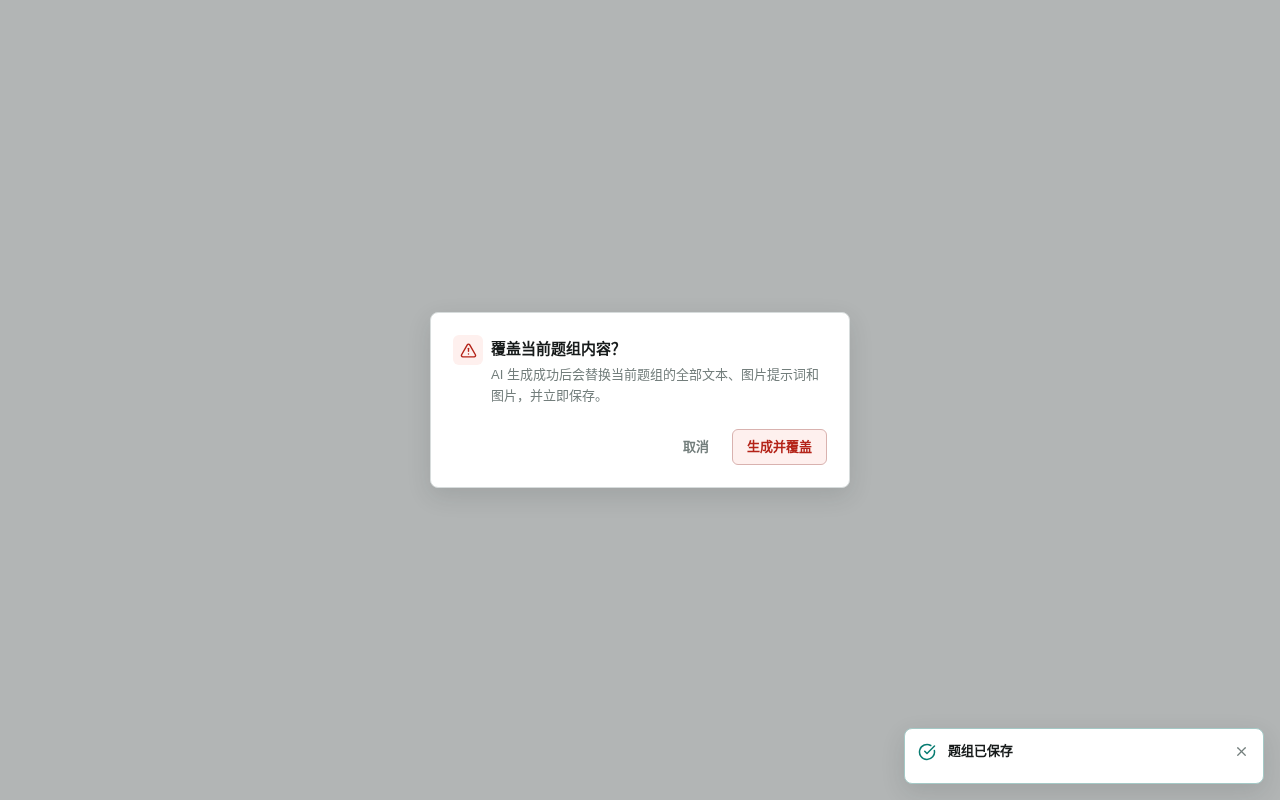 覆盖当前题组内容？
AI 生成成功后会替换当前题组的全部文本、图片提示词和
图片，并立即保存。
取消
生成并覆盖
题组已保存